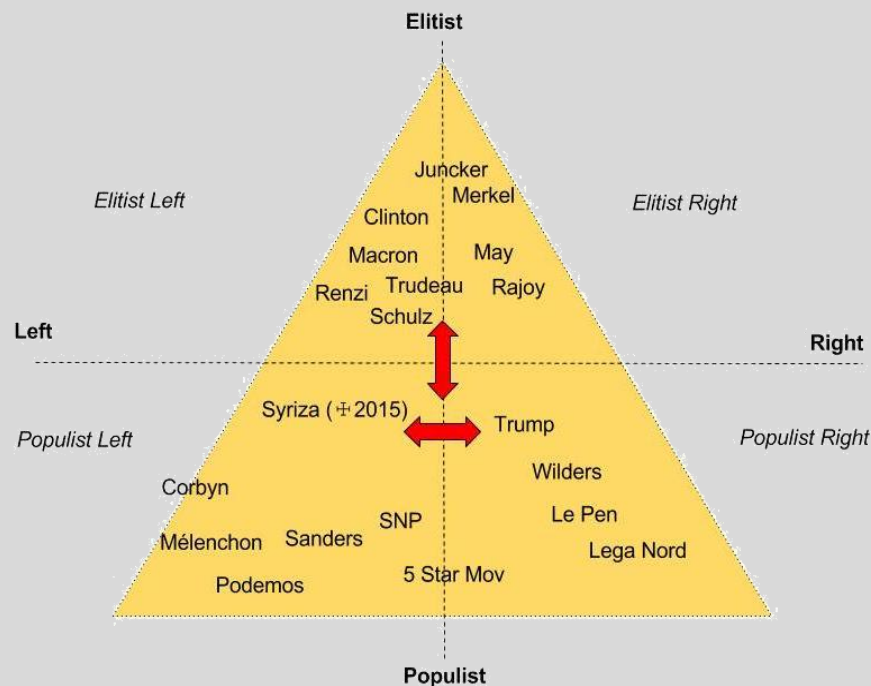 Elitist
Juncker
Merkel
Elitist Left
Elitist Right
Clinton
Macron
May
Trudeau
Rajoy
Renzi
Schulz
Left
Right
Syriza (☩ 2015)
Trump
Populist Left
Populist Right
Wilders
Corbyn
Le Pen
SNP
Sanders
Mélenchon
Lega Nord
5 Star Mov
Podemos
Populist